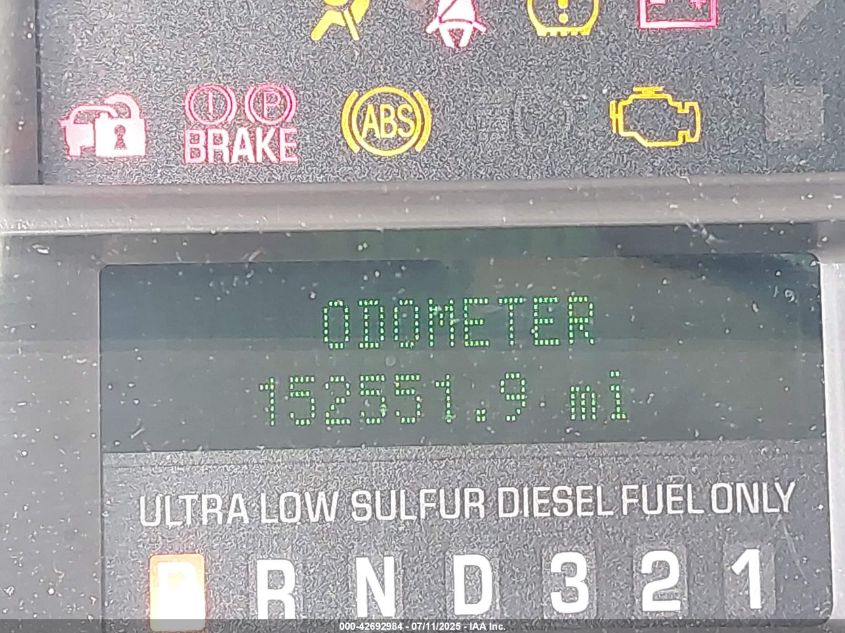 BRAKE
ABS
ODOMETER
152551.9 mi
ULTRA LOW SULFUR DIESEL FUEL ONLY
P R N D 3 2 1
000-42692984 - 07/11/2025 - IAA Inc.